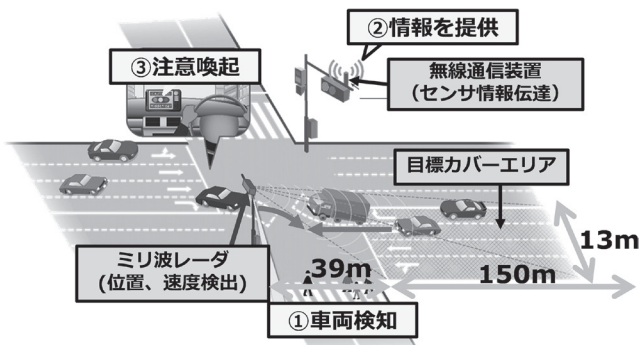 ②情報を提供
③注意喚起
無線通信装置
（センサ情報伝達）
目標カバーエリア
13m
ミリ波レーダ
(位置、速度検出)
39m
150m
①車両検知